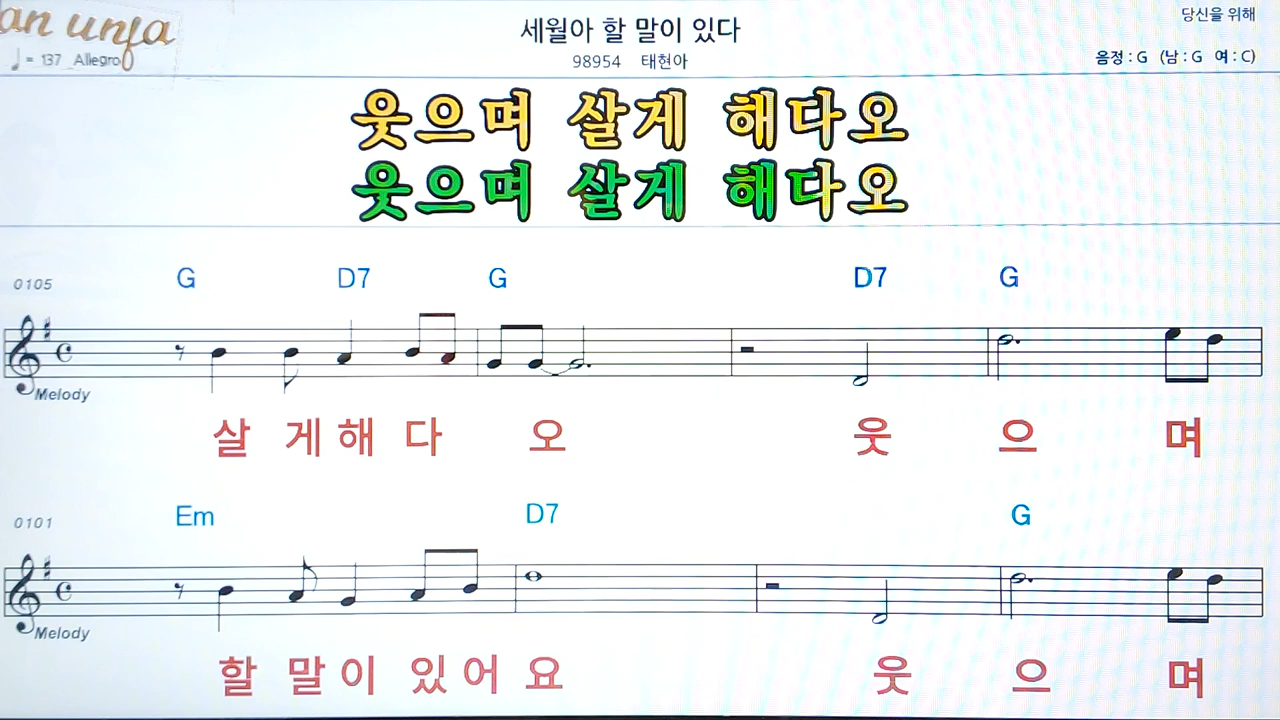 an unja
세월아 할 말이 있다
당신을 위해
♩= 137 Allegro
98954 태현아
음정 : G (남 : G 여 : C)
웃으며 살게 해다오
웃으며 살게 해다오
0105 G D7 G D7 G
Melody
살 게 해 다 오 웃 으 며
0101 Em D7 G
Melody
할 말 이 있 어 요 웃 으 며